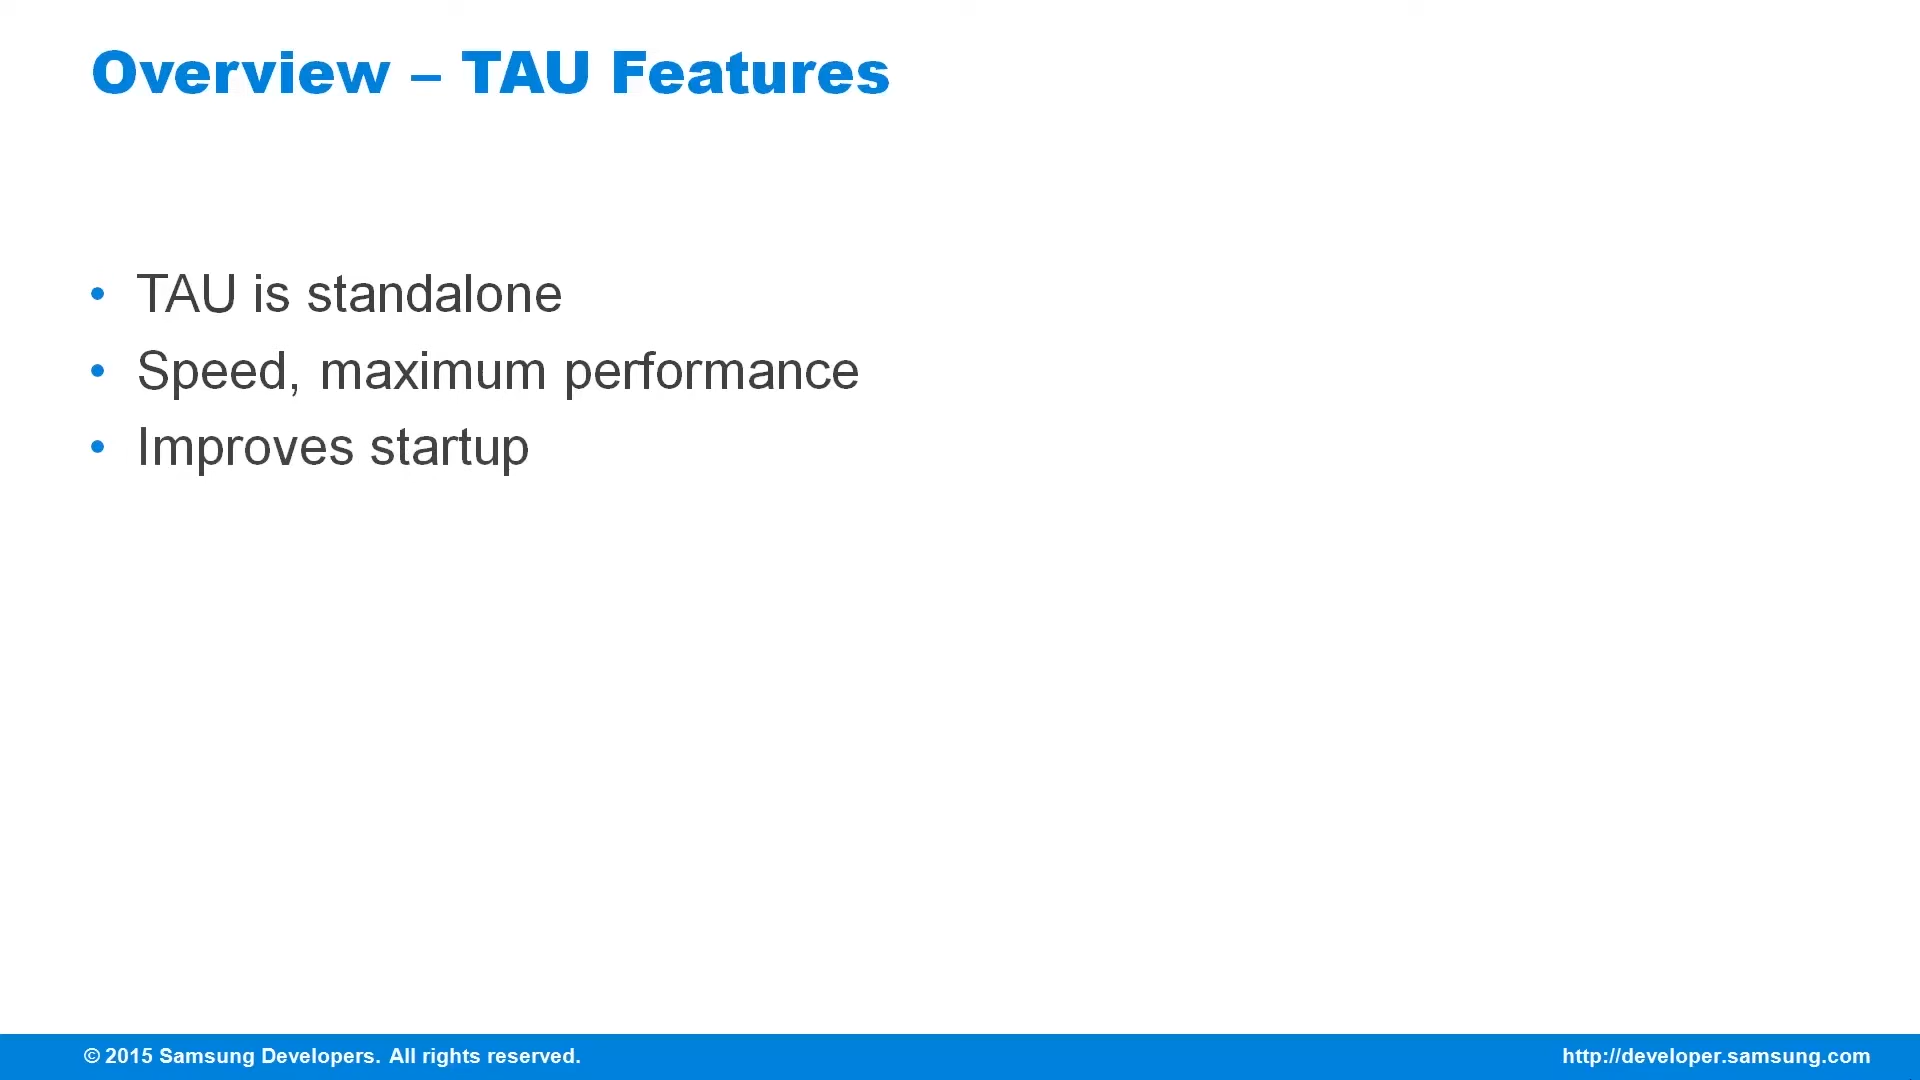 Overview – TAU Features
• TAU is standalone
• Speed, maximum performance
• Improves startup
© 2015 Samsung Developers. All rights reserved.
http://developer.samsung.com